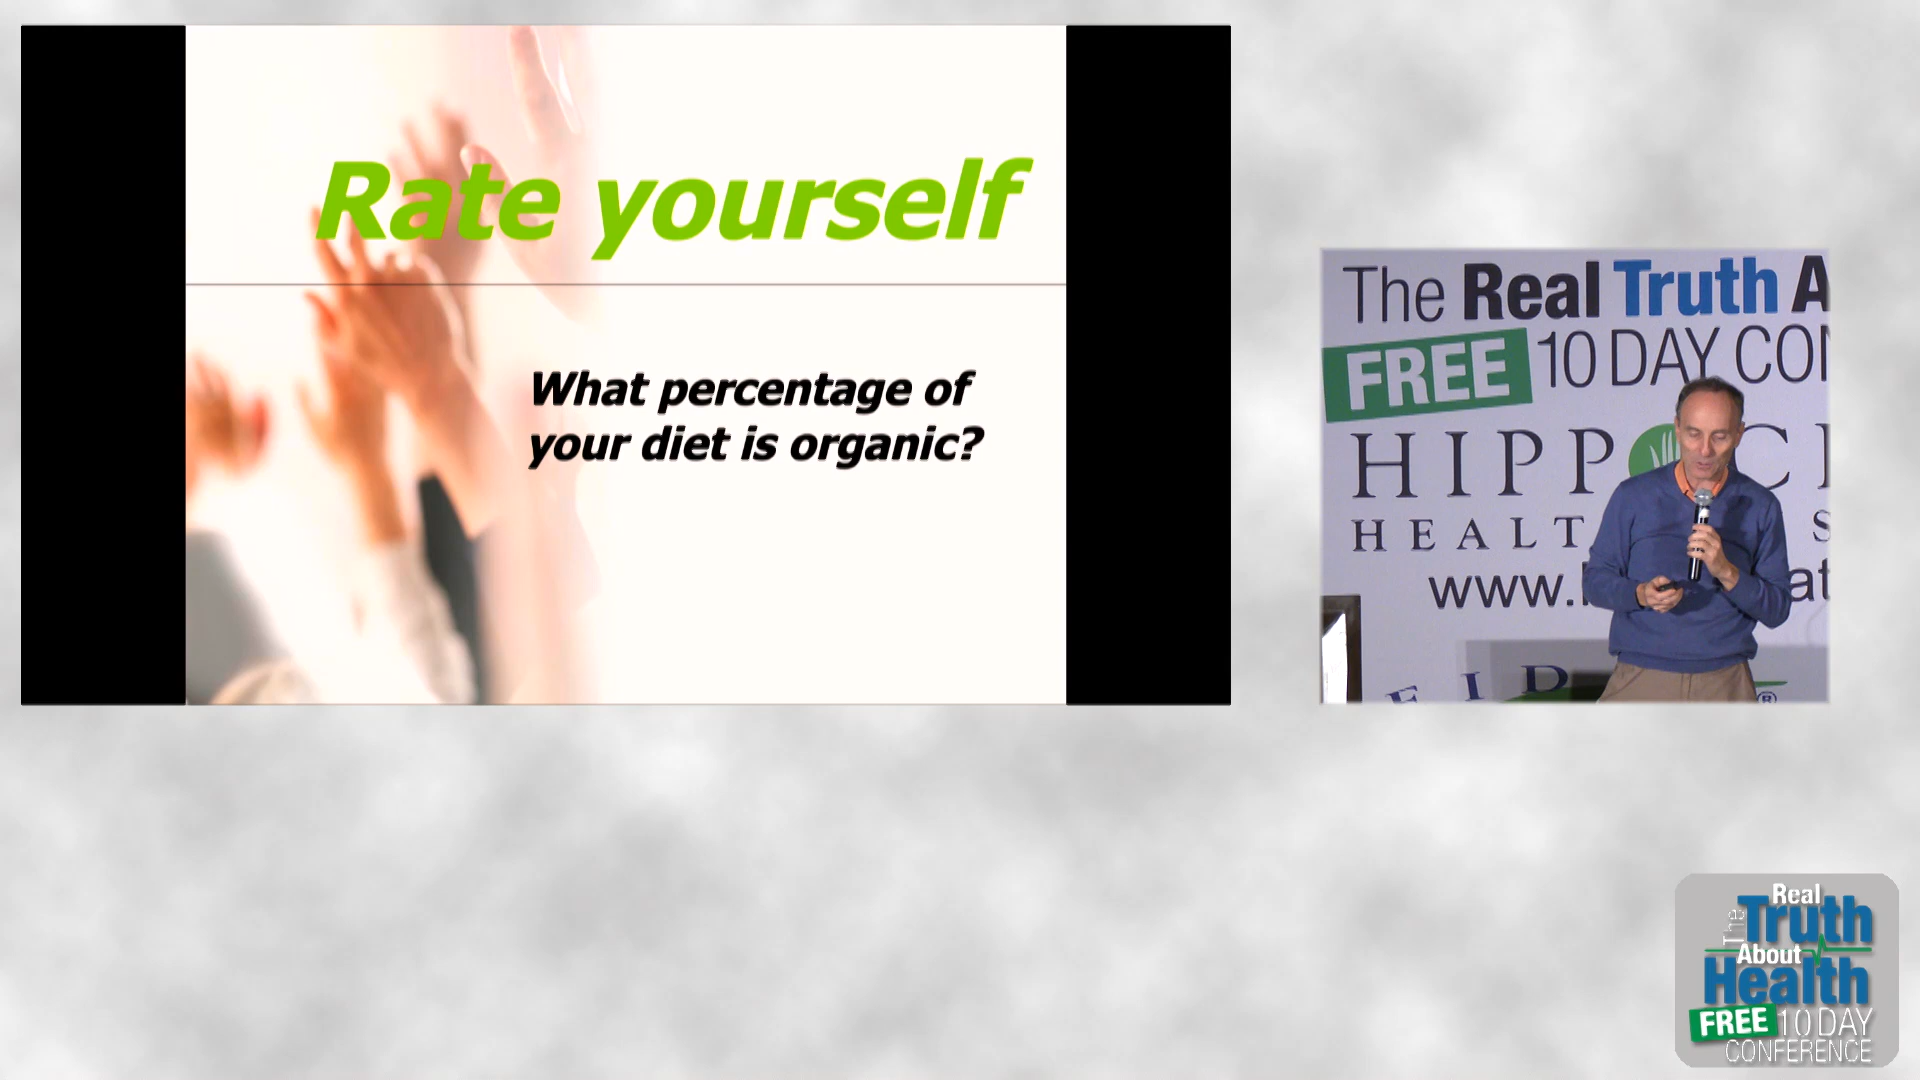 Rate yourself
What percentage of
your diet is organic?
The Real Truth A
FREE 10 DAY CO
HIPP C
HEALT S
www.
at
®
The Real
Truth
About
Health
FREE 10 DAY
CONFERENCE